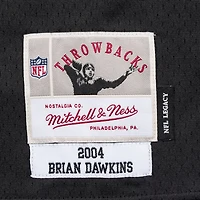 THROWBACKS
NFL
NOSTALGIA CO.
Mitchell & Ness
PHILADELPHIA, PA.
NFL LEGACY
2004
BRIAN DAWKINS